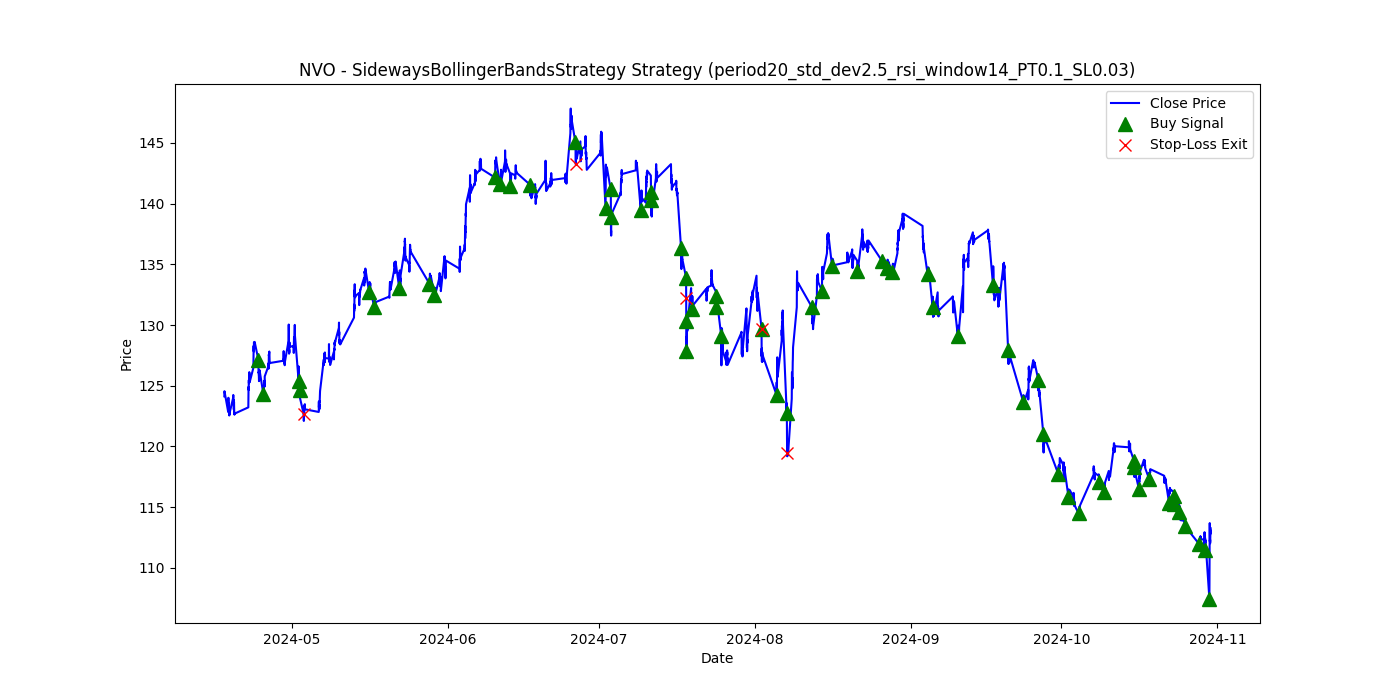 NVO - SidewaysBollingerBandsStrategy Strategy (period20_std_dev2.5_rsi_window14_PT0.1_SL0.03)
Close Price
Buy Signal
Stop-Loss Exit
Price
145
140
135
130
125
120
115
110
2024-05
2024-06
2024-07
2024-08
2024-09
2024-10
2024-11
Date